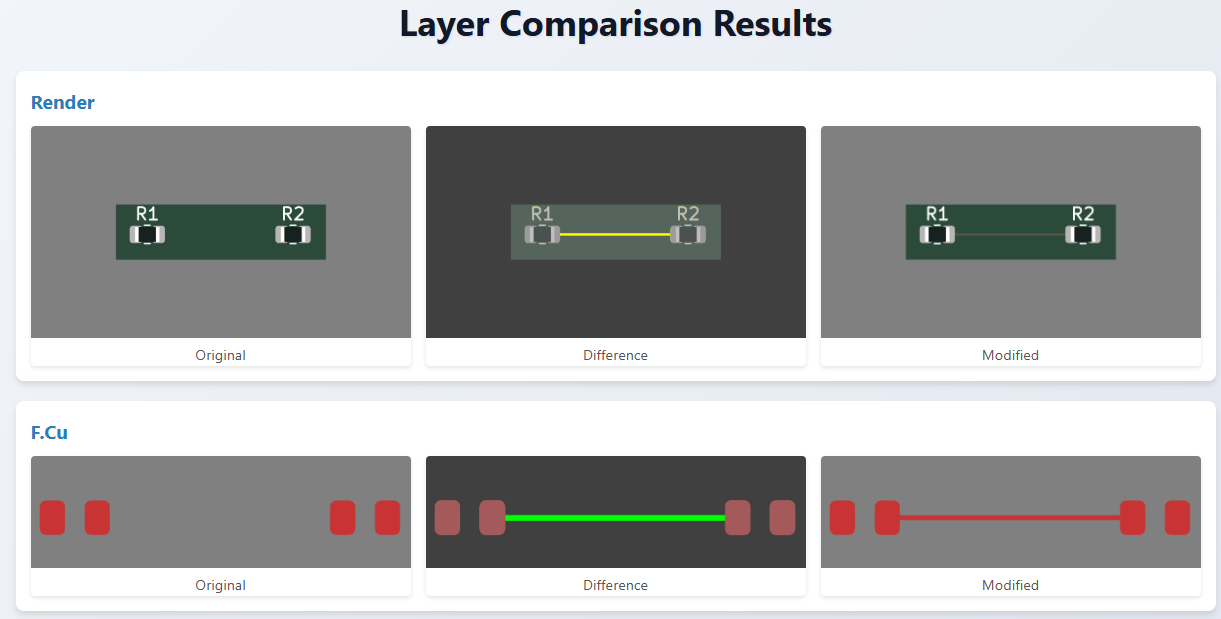 Layer Comparison Results
Render
R1 R2
R1 R2
R1 R2
Original
Difference
Modified
F.Cu
Original
Difference
Modified